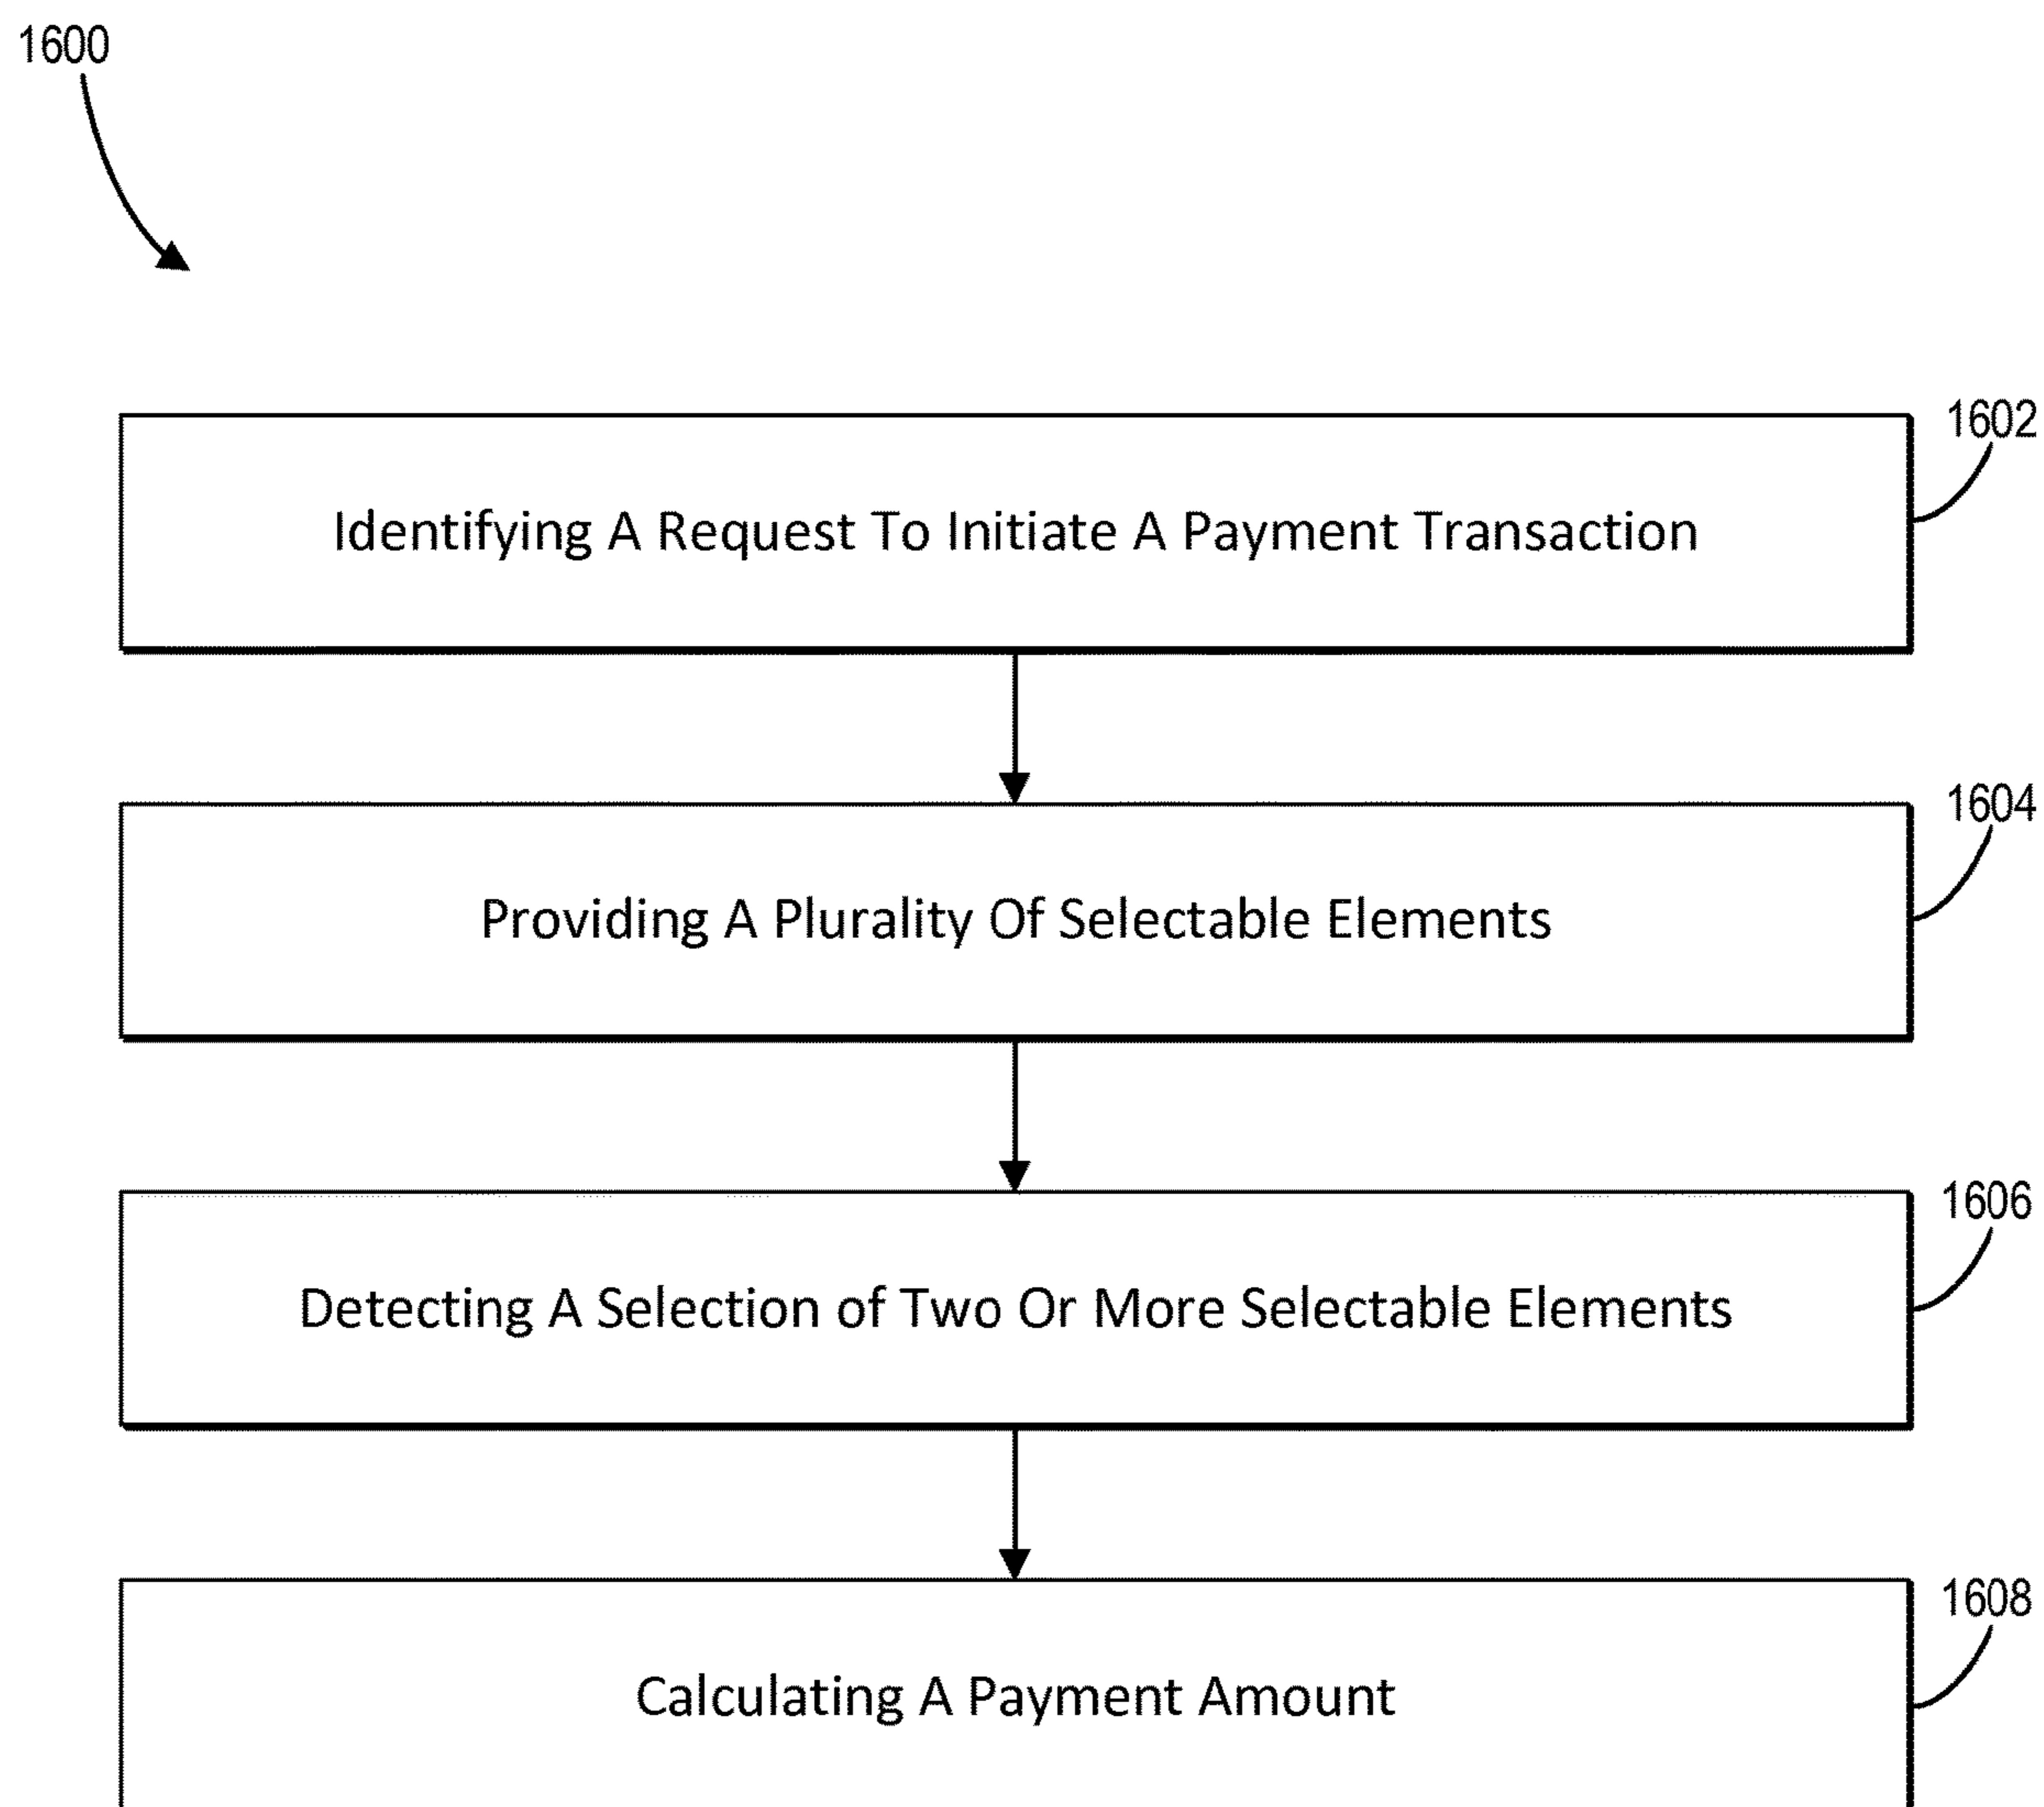 1600
1602
Identifying A Request To Initiate A Payment Transaction
1604
Providing A Plurality Of Selectable Elements
1606
Detecting A Selection of Two Or More Selectable Elements
1608
Calculating A Payment Amount